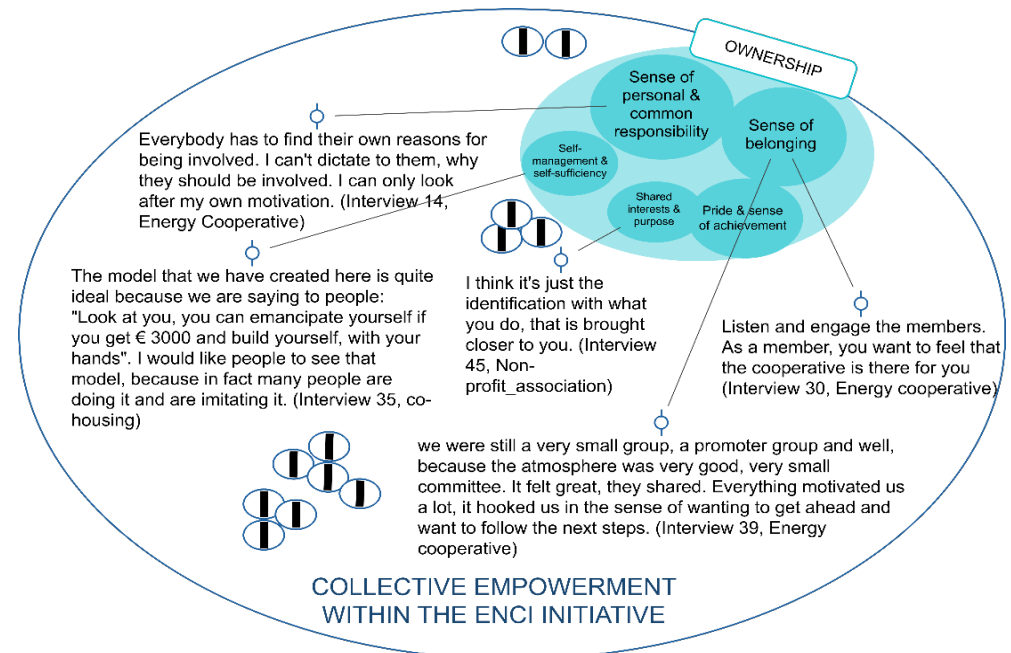 OWNERSHIP
Sense of
personal &
common
responsibility
Sense of
belonging
Self-
management &
self-sufficiency
Shared
interests &
purpose
Pride & sense
of achievement
Everybody has to find their own reasons for
being involved. I can't dictate to them, why
they should be involved. I can only look
after my own motivation. (Interview 14,
Energy Cooperative)
The model that we have created here is quite
ideal because we are saying to people:
"Look at you, you can emancipate yourself if
you get € 3000 and build yourself, with your
hands". I would like people to see that
model, because in fact many people are
doing it and are imitating it. (Interview 35, co-
housing)
I think it's just the
identification with what
you do, that is brought
closer to you. (Interview
45, Non-
profit_association)
Listen and engage the members.
As a member, you want to feel that
the cooperative is there for you
(Interview 30, Energy cooperative)
we were still a very small group, a promoter group and well,
because the atmosphere was very good, very small
committee. It felt great, they shared. Everything motivated us
a lot, it hooked us in the sense of wanting to get ahead and
want to follow the next steps. (Interview 39, Energy
cooperative)
COLLECTIVE EMPOWERMENT
WITHIN THE ENCI INITIATIVE